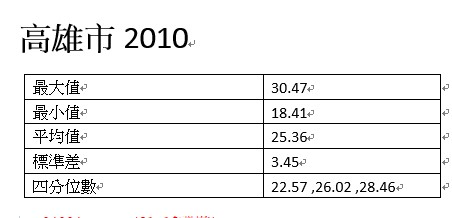 高雄市 2010
最大值 30.47
最小值 18.41
平均值 25.36
標準差 3.45
四分位數 22.57 ,26.02 ,28.46